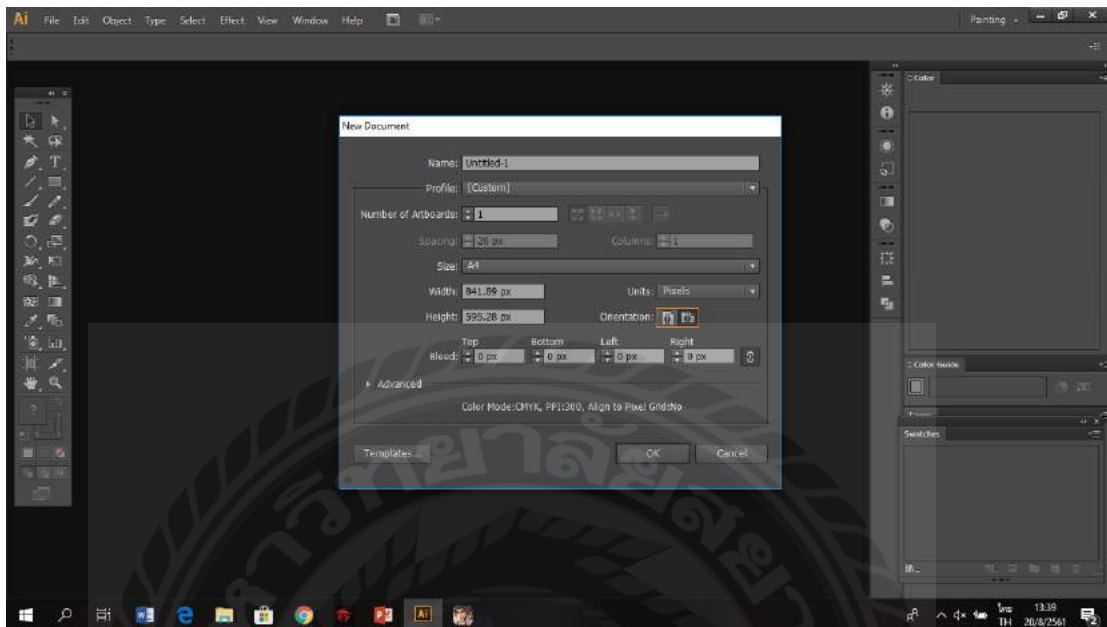 Ai File Edit Object Type Select Effect View Window Help Painting
Color
New Document
Name: Untitled-1
Profile: [Custom]
Number of Artboards: 1
Spacing: 20 px Columns: 1
Size: A4
Width: 841.89 px Units: Pixels
Height: 595.28 px Orientation:
Top Bottom Left Right
Bleed: 0 px 0 px 0 px 0 px
Advanced
Color Mode:CMYK, PPI:300, Align to Pixel Grid:No
Templates... OK Cancel
Color Guide
Swatches
ไทย 13:39
TH 20/8/2561